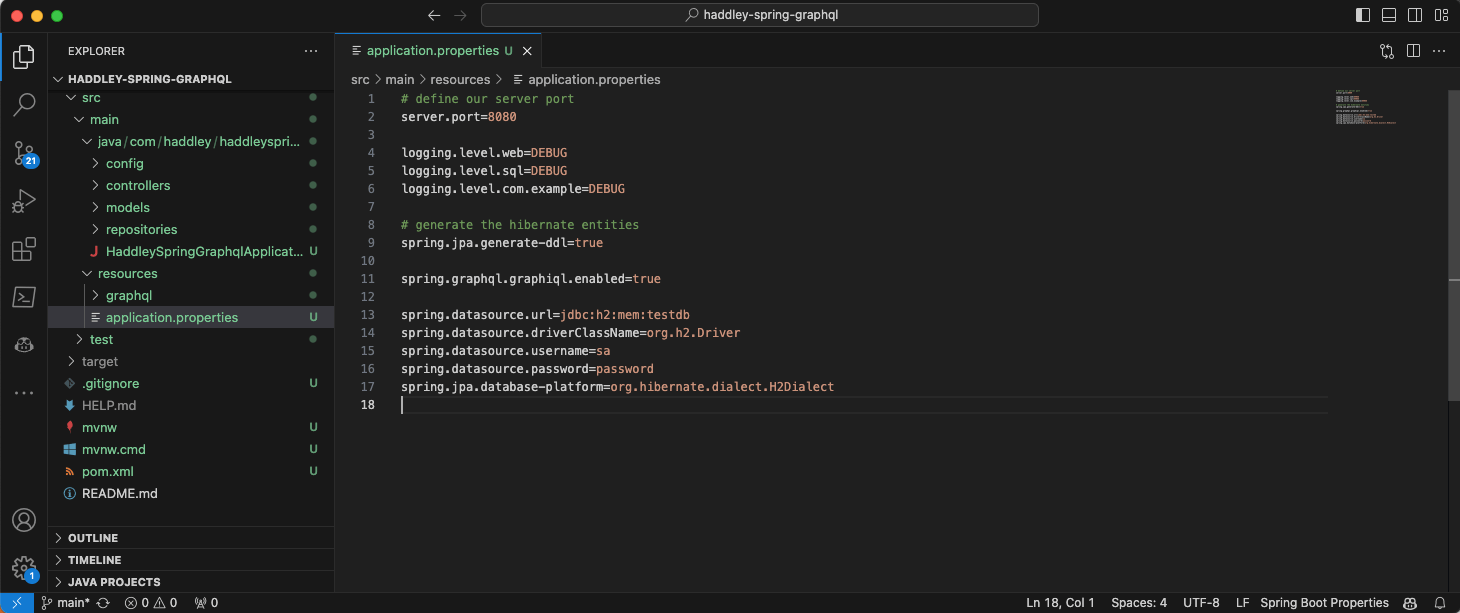 haddley-spring-graphql
EXPLORER
HADDLEY-SPRING-GRAPHQL
src
main
java/com/haddley/haddleyspri...
config
controllers
models
repositories
J HaddleySpringGraphqlApplicat... U
resources
graphql
application.properties U
test
target
.gitignore U
HELP.md
mvnw U
mvnw.cmd U
pom.xml U
README.md
OUTLINE
TIMELINE
JAVA PROJECTS
21
1
application.properties U
src > main > resources > application.properties
1 # define our server port
2 server.port=8080
3
4 logging.level.web=DEBUG
5 logging.level.sql=DEBUG
6 logging.level.com.example=DEBUG
7
8 # generate the hibernate entities
9 spring.jpa.generate-ddl=true
10
11 spring.graphql.graphiql.enabled=true
12
13 spring.datasource.url=jdbc:h2:mem:testdb
14 spring.datasource.driverClassName=org.h2.Driver
15 spring.datasource.username=sa
16 spring.datasource.password=password
17 spring.jpa.database-platform=org.hibernate.dialect.H2Dialect
18
main* 0 0 0 Ln 18, Col 1 Spaces: 4 UTF-8 LF Spring Boot Properties